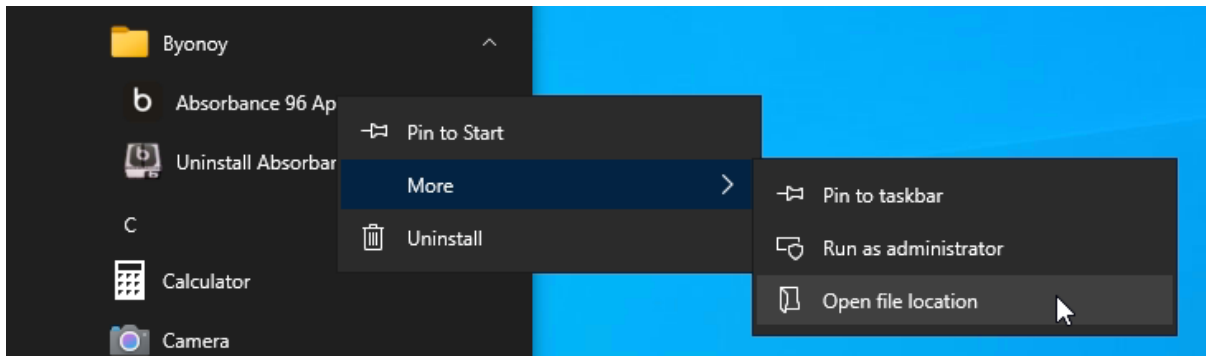 Byonoy
Absorbance 96 Ap
Uninstall Absorbar
C
Calculator
Camera
Pin to Start
More
Uninstall
Pin to taskbar
Run as administrator
Open file location